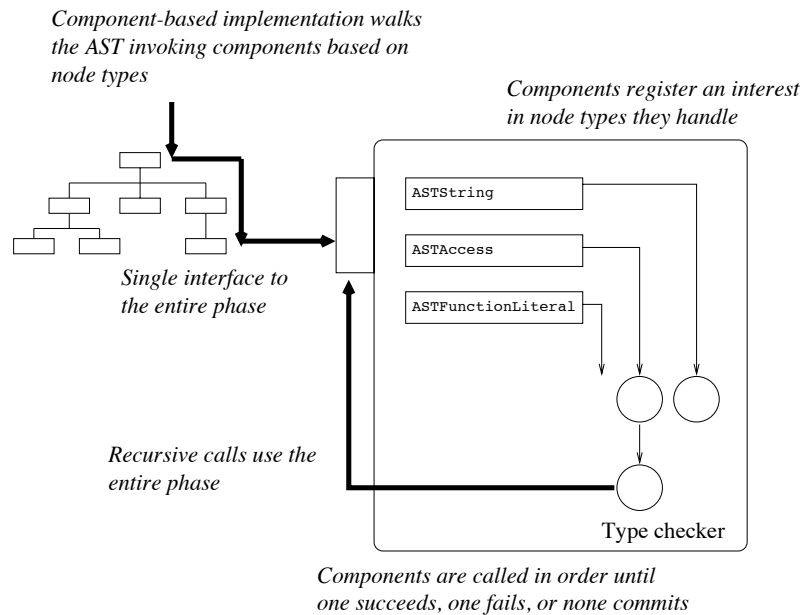 Component-based implementation walks
the AST invoking components based on
node types
Components register an interest
in node types they handle
ASTString
ASTAccess
ASTFunctionLiteral
Single interface to
the entire phase
Recursive calls use the
entire phase
Type checker
Components are called in order until
one succeeds, one fails, or none commits